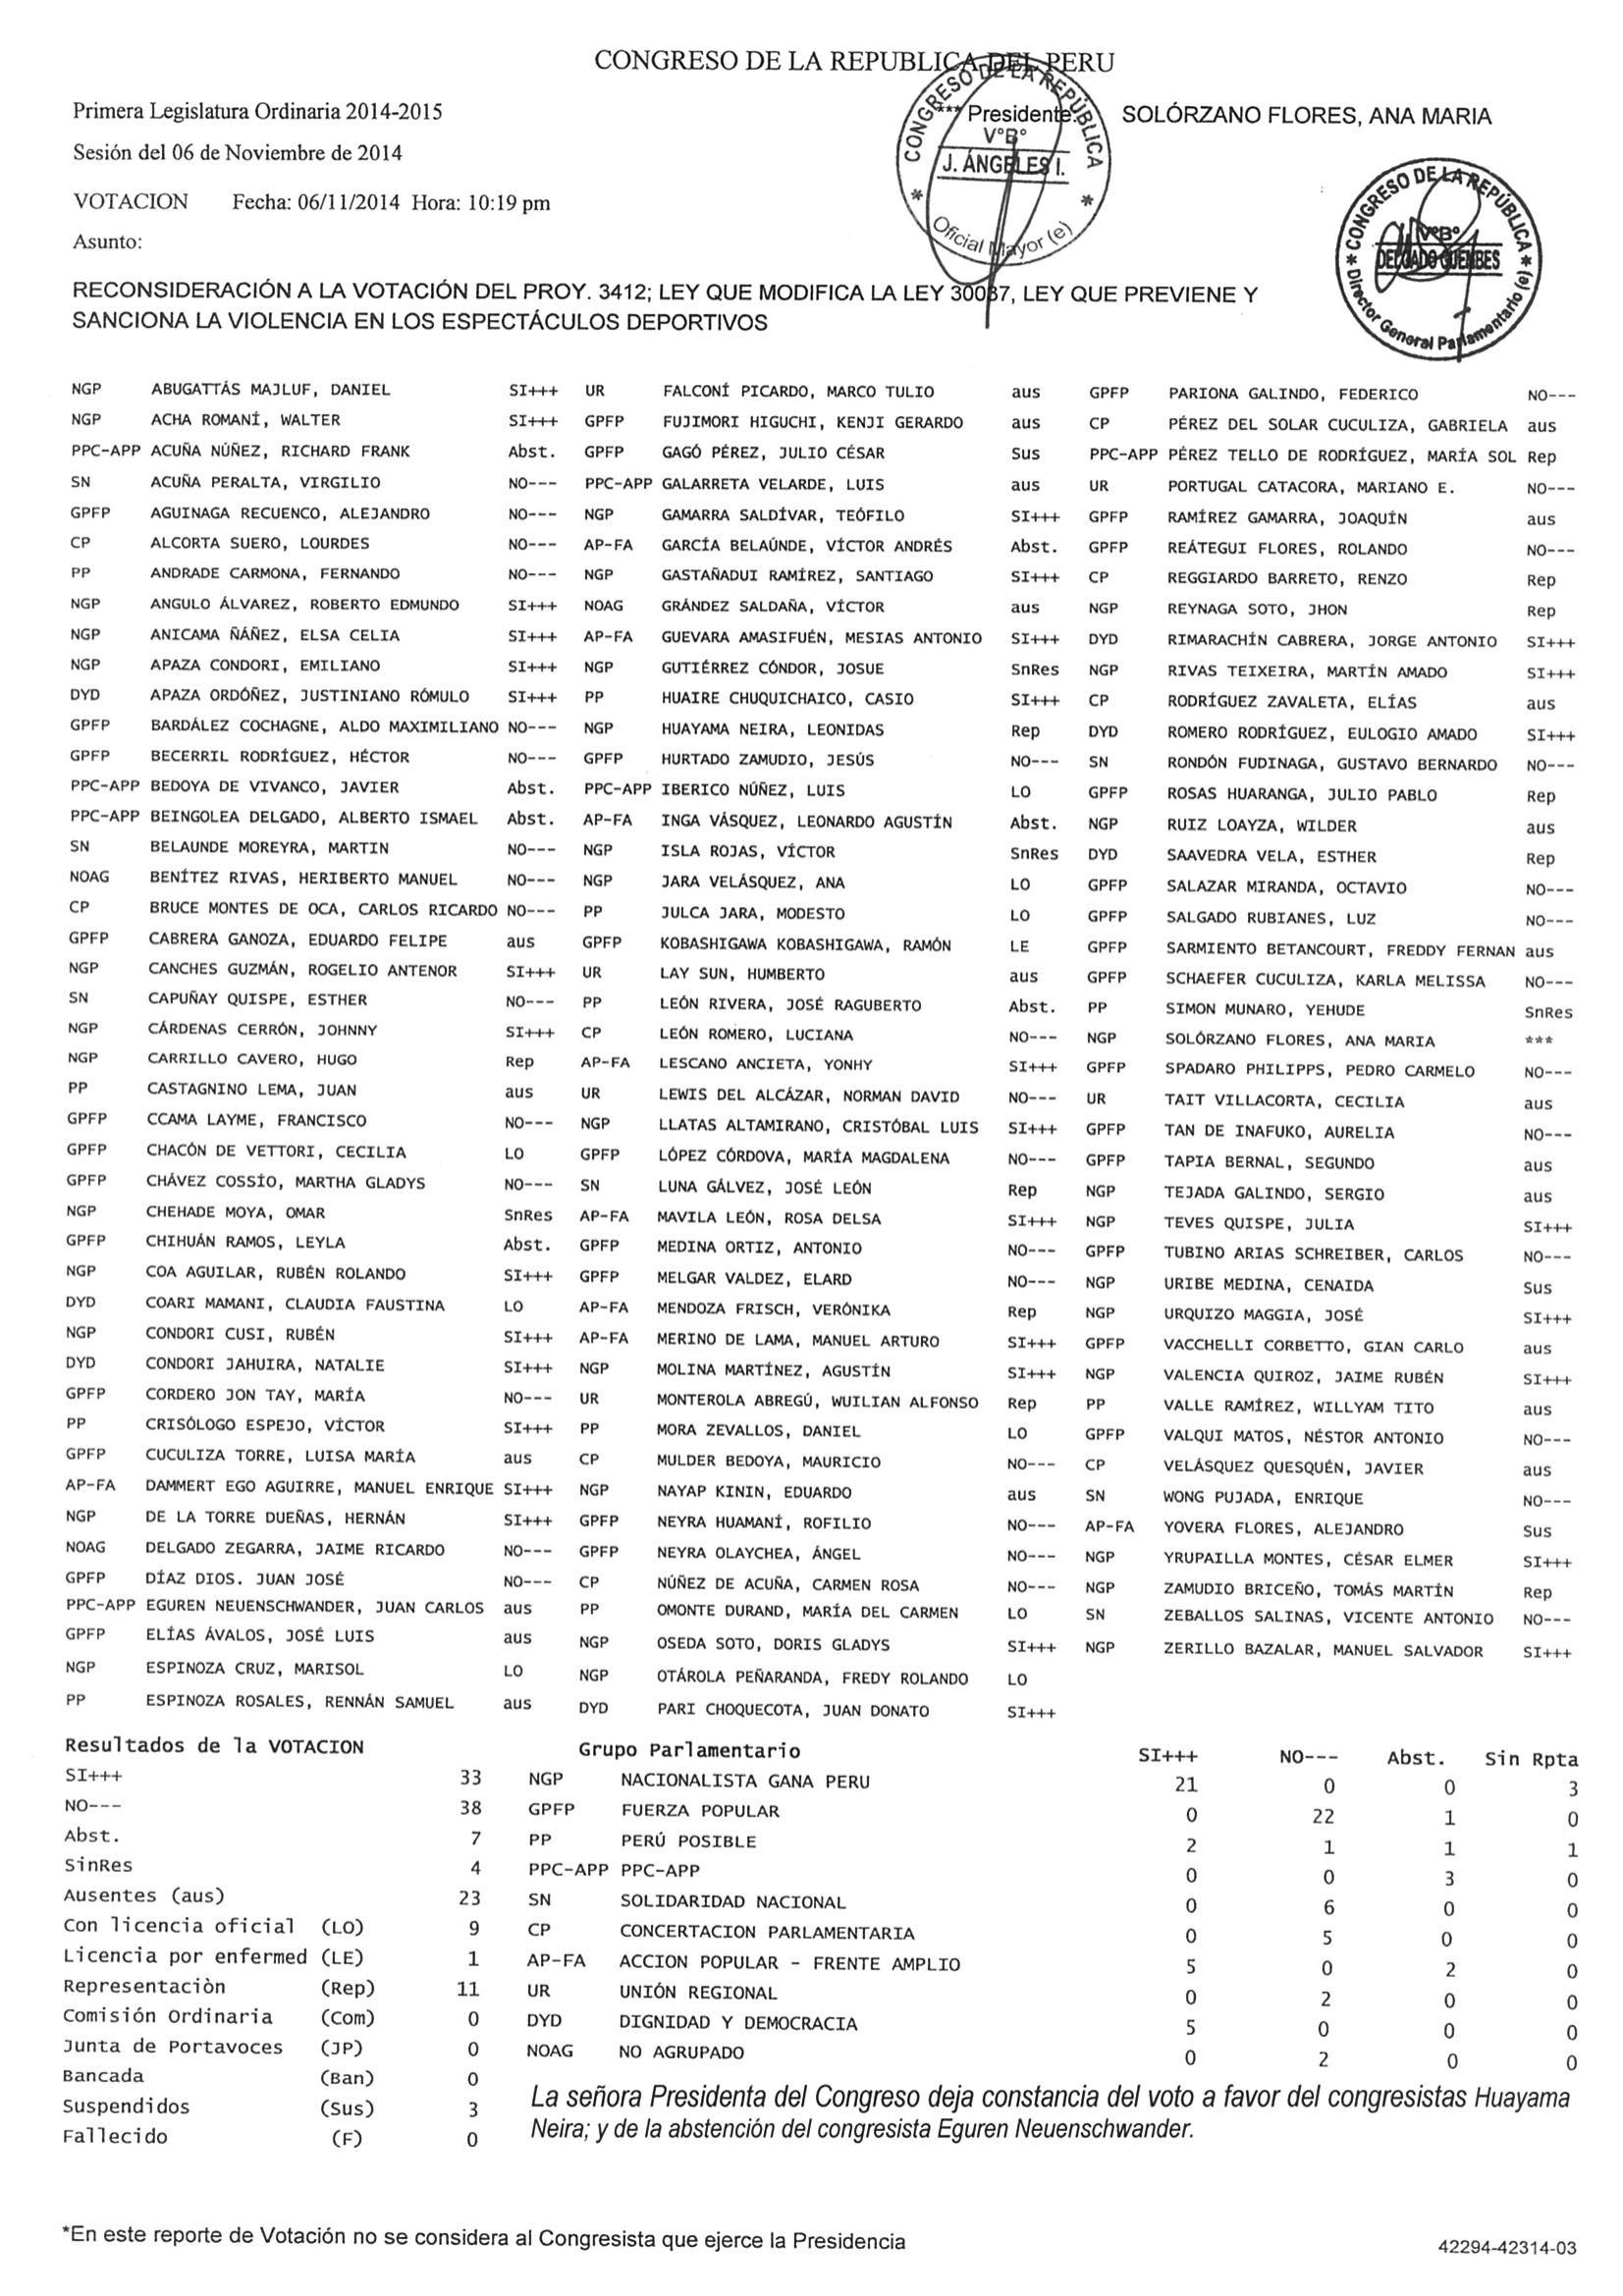 CONGRESO DE LA REPUBLICA DEL PERU
Primera Legislatura Ordinaria 2014-2015
*** Presidente: SOLÓRZANO FLORES, ANA MARIA
Sesión del 06 de Noviembre de 2014
VOTACION Fecha: 06/11/2014 Hora: 10:19 pm
Asunto:
CONGRESO DE LA REPÚBLICA
V°B°
J. ÁNGELES I.
Oficial Mayor (e)
CONGRESO DE LA REPÚBLICA
V°B°
DELGADO GUEMBES
Director General Parlamentario (e)
RECONSIDERACIÓN A LA VOTACIÓN DEL PROY. 3412; LEY QUE MODIFICA LA LEY 30037, LEY QUE PREVIENE Y
SANCIONA LA VIOLENCIA EN LOS ESPECTÁCULOS DEPORTIVOS
NGP ABUGATTÁS MAJLUF, DANIEL SI+++ UR FALCONÍ PICARDO, MARCO TULIO aus GPFP PARIONA GALINDO, FEDERICO NO---
NGP ACHA ROMANÍ, WALTER SI+++ GPFP FUJIMORI HIGUCHI, KENJI GERARDO aus CP PÉREZ DEL SOLAR CUCULIZA, GABRIELA aus
PPC-APP ACUÑA NÚÑEZ, RICHARD FRANK Abst. GPFP GAGÓ PÉREZ, JULIO CÉSAR Sus PPC-APP PÉREZ TELLO DE RODRÍGUEZ, MARÍA SOL Rep
SN ACUÑA PERALTA, VIRGILIO NO--- PPC-APP GALARRETA VELARDE, LUIS aus UR PORTUGAL CATACORA, MARIANO E. NO---
GPFP AGUINAGA RECUENCO, ALEJANDRO NO--- NGP GAMARRA SALDÍVAR, TEÓFILO SI+++ GPFP RAMÍREZ GAMARRA, JOAQUÍN aus
CP ALCORTA SUERO, LOURDES NO--- AP-FA GARCÍA BELAÚNDE, VÍCTOR ANDRÉS Abst. GPFP REÁTEGUI FLORES, ROLANDO NO---
PP ANDRADE CARMONA, FERNANDO NO--- NGP GASTAÑADUI RAMÍREZ, SANTIAGO SI+++ CP REGGIARDO BARRETO, RENZO Rep
NGP ANGULO ÁLVAREZ, ROBERTO EDMUNDO SI+++ NOAG GRÁNDEZ SALDAÑA, VÍCTOR aus NGP REYNAGA SOTO, JHON Rep
NGP ANICAMA ÑÁÑEZ, ELSA CELIA SI+++ AP-FA GUEVARA AMASIFUÉN, MESIAS ANTONIO SI+++ DYD RIMARACHÍN CABRERA, JORGE ANTONIO SI+++
NGP APAZA CONDORI, EMILIANO SI+++ NGP GUTIÉRREZ CÓNDOR, JOSUE SnRes NGP RIVAS TEIXEIRA, MARTÍN AMADO SI+++
DYD APAZA ORDÓÑEZ, JUSTINIANO RÓMULO SI+++ PP HUAIRE CHUQUICHAICO, CASIO SI+++ CP RODRÍGUEZ ZAVALETA, ELÍAS aus
GPFP BARDÁLEZ COCHAGNE, ALDO MAXIMILIANO NO--- NGP HUAYAMA NEIRA, LEONIDAS Rep DYD ROMERO RODRÍGUEZ, EULOGIO AMADO SI+++
GPFP BECERRIL RODRÍGUEZ, HÉCTOR NO--- GPFP HURTADO ZAMUDIO, JESÚS NO--- SN RONDÓN FUDINAGA, GUSTAVO BERNARDO NO---
PPC-APP BEDOYA DE VIVANCO, JAVIER Abst. PPC-APP IBERICO NÚÑEZ, LUIS LO GPFP ROSAS HUARANGA, JULIO PABLO Rep
PPC-APP BEINGOLEA DELGADO, ALBERTO ISMAEL Abst. AP-FA INGA VÁSQUEZ, LEONARDO AGUSTÍN Abst. NGP RUIZ LOAYZA, WILDER aus
SN BELAUNDE MOREYRA, MARTIN NO--- NGP ISLA ROJAS, VÍCTOR SnRes DYD SAAVEDRA VELA, ESTHER Rep
NOAG BENÍTEZ RIVAS, HERIBERTO MANUEL NO--- NGP JARA VELÁSQUEZ, ANA LO GPFP SALAZAR MIRANDA, OCTAVIO NO---
CP BRUCE MONTES DE OCA, CARLOS RICARDO NO--- PP JULCA JARA, MODESTO LO GPFP SALGADO RUBIANES, LUZ NO---
GPFP CABRERA GANOZA, EDUARDO FELIPE aus GPFP KOBASHIGAWA KOBASHIGAWA, RAMÓN LE GPFP SARMIENTO BETANCOURT, FREDDY FERNAN aus
NGP CANCHES GUZMÁN, ROGELIO ANTENOR SI+++ UR LAY SUN, HUMBERTO aus GPFP SCHAEFER CUCULIZA, KARLA MELISSA NO---
SN CAPUÑAY QUISPE, ESTHER NO--- PP LEÓN RIVERA, JOSÉ RAGUBERTO Abst. PP SIMON MUNARO, YEHUDE SnRes
NGP CÁRDENAS CERRÓN, JOHNNY SI+++ CP LEÓN ROMERO, LUCIANA NO--- NGP SOLÓRZANO FLORES, ANA MARIA ***
NGP CARRILLO CAVERO, HUGO Rep AP-FA LESCANO ANCIETA, YONHY SI+++ GPFP SPADARO PHILIPPS, PEDRO CARMELO NO---
PP CASTAGNINO LEMA, JUAN aus UR LEWIS DEL ALCÁZAR, NORMAN DAVID NO--- UR TAIT VILLACORTA, CECILIA aus
GPFP CCAMA LAYME, FRANCISCO NO--- NGP LLATAS ALTAMIRANO, CRISTÓBAL LUIS SI+++ GPFP TAN DE INAFUKO, AURELIA NO---
GPFP CHACÓN DE VETTORI, CECILIA LO GPFP LÓPEZ CÓRDOVA, MARÍA MAGDALENA NO--- GPFP TAPIA BERNAL, SEGUNDO aus
GPFP CHÁVEZ COSSÍO, MARTHA GLADYS NO--- SN LUNA GÁLVEZ, JOSÉ LEÓN Rep NGP TEJADA GALINDO, SERGIO aus
NGP CHEHADE MOYA, OMAR SnRes AP-FA MAVILA LEÓN, ROSA DELSA SI+++ NGP TEVES QUISPE, JULIA SI+++
GPFP CHIHUÁN RAMOS, LEYLA Abst. GPFP MEDINA ORTIZ, ANTONIO NO--- GPFP TUBINO ARIAS SCHREIBER, CARLOS NO---
NGP COA AGUILAR, RUBÉN ROLANDO SI+++ GPFP MELGAR VALDEZ, ELARD NO--- NGP URIBE MEDINA, CENAIDA Sus
DYD COARI MAMANI, CLAUDIA FAUSTINA LO AP-FA MENDOZA FRISCH, VERÓNIKA Rep NGP URQUIZO MAGGIA, JOSÉ SI+++
NGP CONDORI CUSI, RUBÉN SI+++ AP-FA MERINO DE LAMA, MANUEL ARTURO SI+++ GPFP VACCHELLI CORBETTO, GIAN CARLO aus
DYD CONDORI JAHUIRA, NATALIE SI+++ NGP MOLINA MARTÍNEZ, AGUSTÍN SI+++ NGP VALENCIA QUIROZ, JAIME RUBÉN SI+++
GPFP CORDERO JON TAY, MARÍA NO--- UR MONTEROLA ABREGÚ, WUILIAN ALFONSO Rep PP VALLE RAMÍREZ, WILLYAM TITO aus
PP CRISÓLOGO ESPEJO, VÍCTOR SI+++ PP MORA ZEVALLOS, DANIEL LO GPFP VALQUI MATOS, NÉSTOR ANTONIO NO---
GPFP CUCULIZA TORRE, LUISA MARÍA aus CP MULDER BEDOYA, MAURICIO NO--- CP VELÁSQUEZ QUESQUÉN, JAVIER aus
AP-FA DAMMERT EGO AGUIRRE, MANUEL ENRIQUE SI+++ NGP NAYAP KININ, EDUARDO aus SN WONG PUJADA, ENRIQUE NO---
NGP DE LA TORRE DUEÑAS, HERNÁN SI+++ GPFP NEYRA HUAMANÍ, ROFILIO NO--- AP-FA YOVERA FLORES, ALEJANDRO Sus
NOAG DELGADO ZEGARRA, JAIME RICARDO NO--- GPFP NEYRA OLAYCHEA, ÁNGEL NO--- NGP YRUPAILLA MONTES, CÉSAR ELMER SI+++
GPFP DÍAZ DIOS. JUAN JOSÉ NO--- CP NÚÑEZ DE ACUÑA, CARMEN ROSA NO--- NGP ZAMUDIO BRICEÑO, TOMÁS MARTÍN Rep
PPC-APP EGUREN NEUENSCHWANDER, JUAN CARLOS aus PP OMONTE DURAND, MARÍA DEL CARMEN LO SN ZEBALLOS SALINAS, VICENTE ANTONIO NO---
GPFP ELÍAS ÁVALOS, JOSÉ LUIS aus NGP OSEDA SOTO, DORIS GLADYS SI+++ NGP ZERILLO BAZALAR, MANUEL SALVADOR SI+++
NGP ESPINOZA CRUZ, MARISOL LO NGP OTÁROLA PEÑARANDA, FREDY ROLANDO LO
PP ESPINOZA ROSALES, RENNÁN SAMUEL aus DYD PARI CHOQUECOTA, JUAN DONATO SI+++
Resultados de la VOTACION Grupo Parlamentario SI+++ NO--- Abst. Sin Rpta
SI+++ 33 NGP NACIONALISTA GANA PERU 21 0 0 3
NO--- 38 GPFP FUERZA POPULAR 0 22 1 0
Abst. 7 PP PERÚ POSIBLE 2 1 1 1
SinRes 4 PPC-APP PPC-APP 0 0 3 0
Ausentes (aus) 23 SN SOLIDARIDAD NACIONAL 0 6 0 0
Con licencia oficial (LO) 9 CP CONCERTACION PARLAMENTARIA 0 5 0 0
Licencia por enfermed (LE) 1 AP-FA ACCION POPULAR - FRENTE AMPLIO 5 0 2 0
Representaciòn (Rep) 11 UR UNIÓN REGIONAL 0 2 0 0
Comisión Ordinaria (Com) 0 DYD DIGNIDAD Y DEMOCRACIA 5 0 0 0
Junta de Portavoces (JP) 0 NOAG NO AGRUPADO 0 2 0 0
Bancada (Ban) 0
Suspendidos (Sus) 3
Fallecido (F) 0
La señora Presidenta del Congreso deja constancia del voto a favor del congresistas Huayama
Neira; y de la abstención del congresista Eguren Neuenschwander.
*En este reporte de Votación no se considera al Congresista que ejerce la Presidencia
42294-42314-03